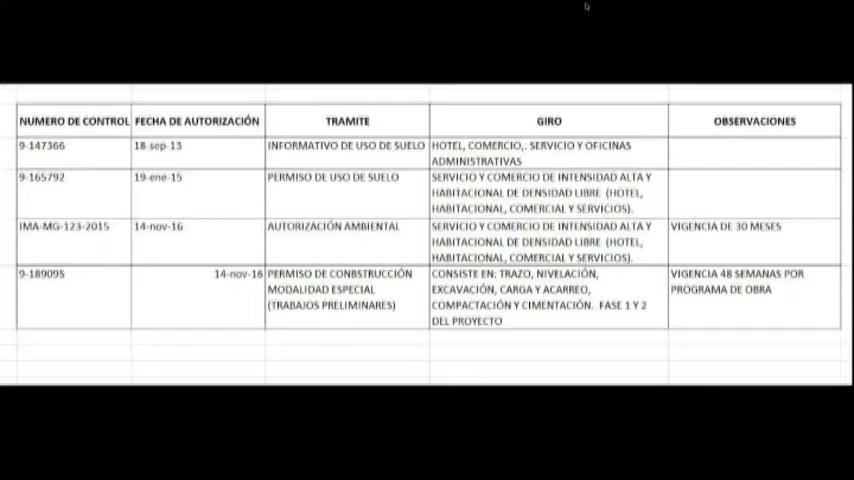 NUMERO DE CONTROL FECHA DE AUTORIZACIÓN TRAMITE GIRO OBSERVACIONES
9-147366 18-sep-13 INFORMATIVO DE USO DE SUELO HOTEL, COMERCIO,. SERVICIO Y OFICINAS
ADMINISTRATIVAS
9-165792 19-ene-15 PERMISO DE USO DE SUELO SERVICIO Y COMERCIO DE INTENSIDAD ALTA Y
HABITACIONAL DE DENSIDAD LIBRE (HOTEL,
HABITACIONAL, COMERCIAL Y SERVICIOS).
IMA-MG-123-2015 14-nov-16 AUTORIZACIÓN AMBIENTAL SERVICIO Y COMERCIO DE INTENSIDAD ALTA Y VIGENCIA DE 30 MESES
HABITACIONAL DE DENSIDAD LIBRE (HOTEL,
HABITACIONAL, COMERCIAL Y SERVICIOS).
9-189095 14-nov-16 PERMISO DE CONBSTRUCCIÓN CONSISTE EN: TRAZO, NIVELACIÓN, VIGENCIA 48 SEMANAS POR
MODALIDAD ESPECIAL EXCAVACIÓN, CARGA Y ACARREO, PROGRAMA DE OBRA
(TRABAJOS PRELIMINARES) COMPACTACIÓN Y CIMENTACIÓN. FASE 1 Y 2
DEL PROYECTO